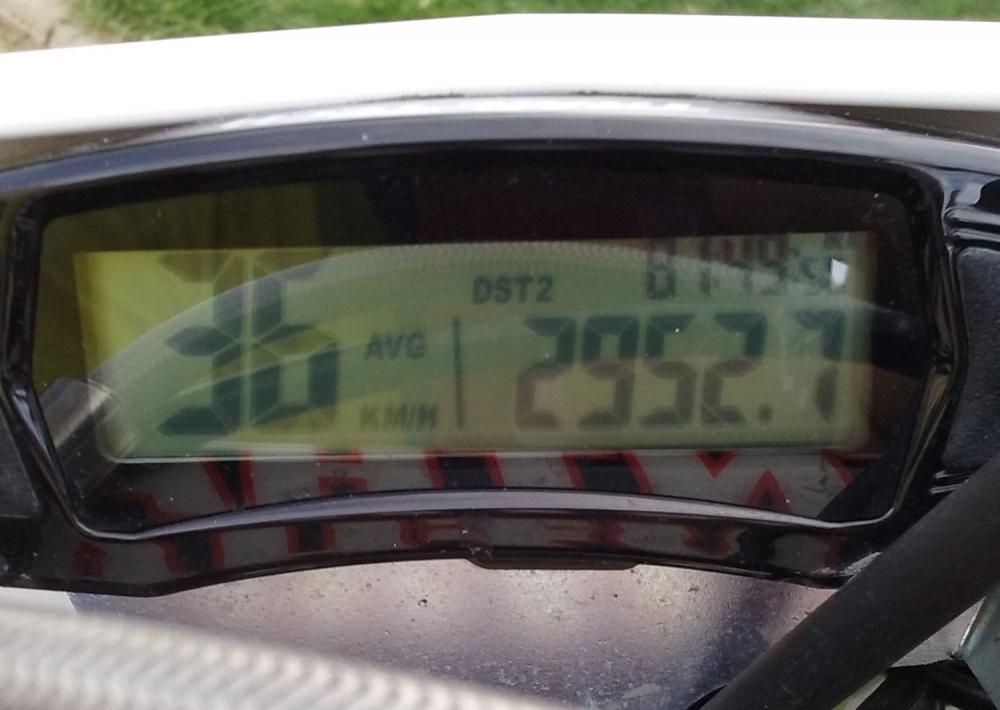 DST2
36
AVG
KM/H
2952.7